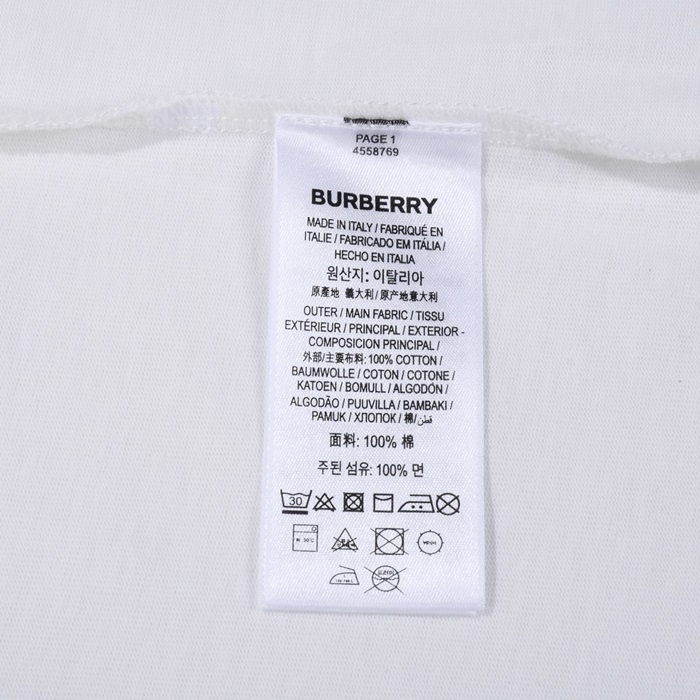 PAGE 1
4558769
BURBERRY
MADE IN ITALY / FABRIQUÉ EN
ITALIE / FABRICADO EM ITÁLIA /
HECHO EN ITALIA
원산지: 이탈리아
原產地 義大利 / 原产地意大利
OUTER / MAIN FABRIC / TISSU
EXTÉRIEUR / PRINCIPAL / EXTERIOR -
COMPOSICION PRINCIPAL /
外部/主要布料: 100% COTTON /
BAUMWOLLE / COTON / COTONE /
KATOEN / BOMULL / ALGODÓN /
ALGODÃO / PUUVILLA / BAMBAKI /
PAMUK / ХЛОПОК / 棉/قطن
面料: 100% 棉
주된 섬유: 100% 면
30